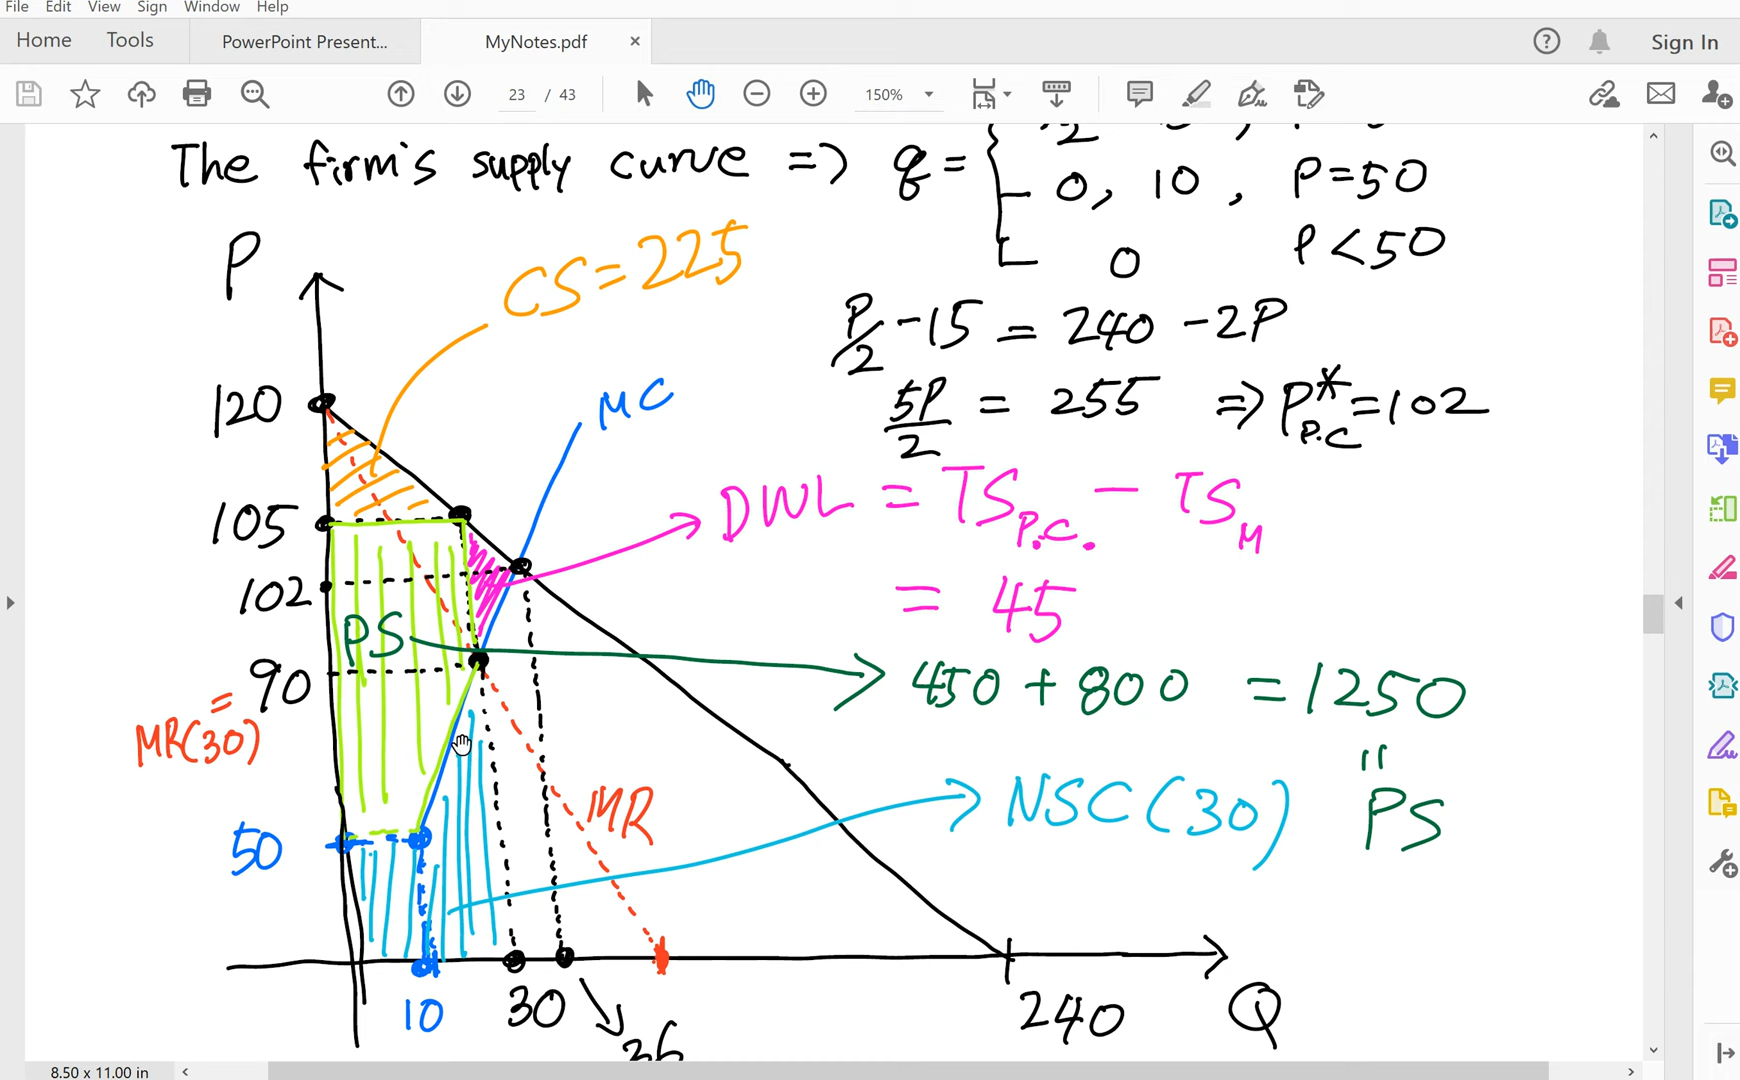 File Edit View Sign Window Help
Home Tools PowerPoint Present... MyNotes.pdf × Sign In
23 / 43 150%
The firm's supply curve => q =
0, 10 , P=50
0 P<50
P
CS=225
P/2 -15 = 240 -2P
5P/2 = 255 => P*P.C =102
MC
120
DWL = TSP.C. - TSM
= 45
105
102
PS
450 + 800 = 1250
"
PS
90
= MR(30)
MR
NSC(30)
50
10
30
36
240
Q
8.50 x 11.00 in